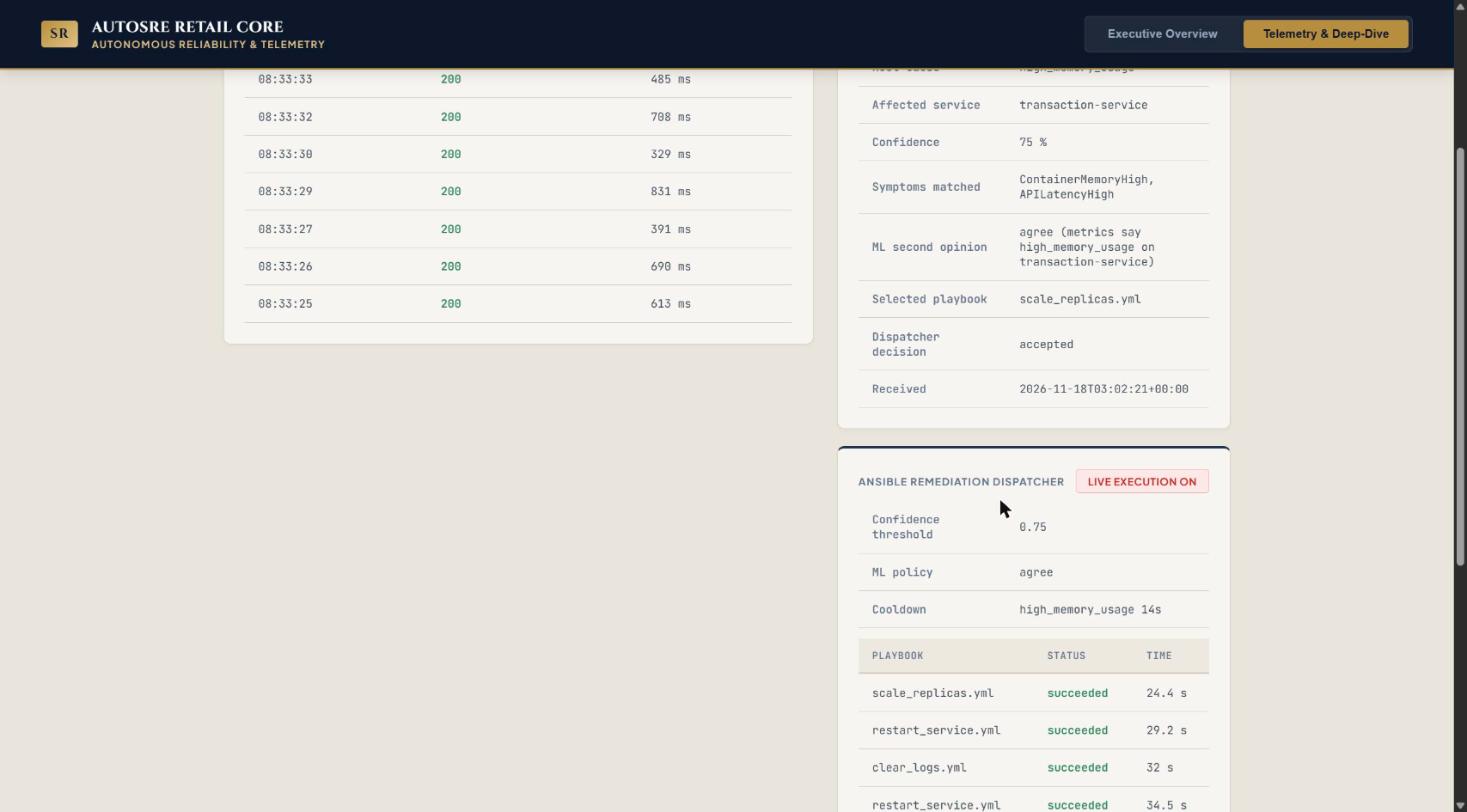 SR
AUTOSRE RETAIL CORE
AUTONOMOUS RELIABILITY & TELEMETRY
Executive Overview
Telemetry & Deep-Dive
08:33:33 200 485 ms
08:33:32 200 708 ms
08:33:30 200 329 ms
08:33:29 200 831 ms
08:33:27 200 391 ms
08:33:26 200 690 ms
08:33:25 200 613 ms
high_memory_usage
Affected service transaction-service
Confidence 75 %
Symptoms matched
ContainerMemoryHigh,
APILatencyHigh
ML second opinion
agree (metrics say
high_memory_usage on
transaction-service)
Selected playbook scale_replicas.yml
Dispatcher
decision
accepted
Received 2026-11-18T03:02:21+00:00
ANSIBLE REMEDIATION DISPATCHER
LIVE EXECUTION ON
Confidence
threshold
0.75
ML policy agree
Cooldown high_memory_usage 14s
PLAYBOOK STATUS TIME
scale_replicas.yml succeeded 24.4 s
restart_service.yml succeeded 29.2 s
clear_logs.yml succeeded 32 s
restart_service.yml succeeded 34.5 s